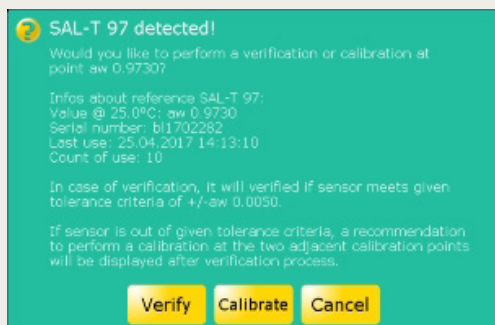 SAL-T 97 detected!
Would you like to perform a verification or calibration at
point aw 0.9730?
Infos about reference SAL-T 97:
Value @ 25.0°C: aw 0.9730
Serial number: bl1702282
Last use: 25.04.2017 14:13:10
Count of use: 10
In case of verification, it will verified if sensor meets given
tolerance criteria of +/-aw 0.0050.
If sensor is out of given tolerance criteria, a recommendation
to perform a calibration at the two adjacent calibration points
will be displayed after verification process.
Verify Calibrate Cancel